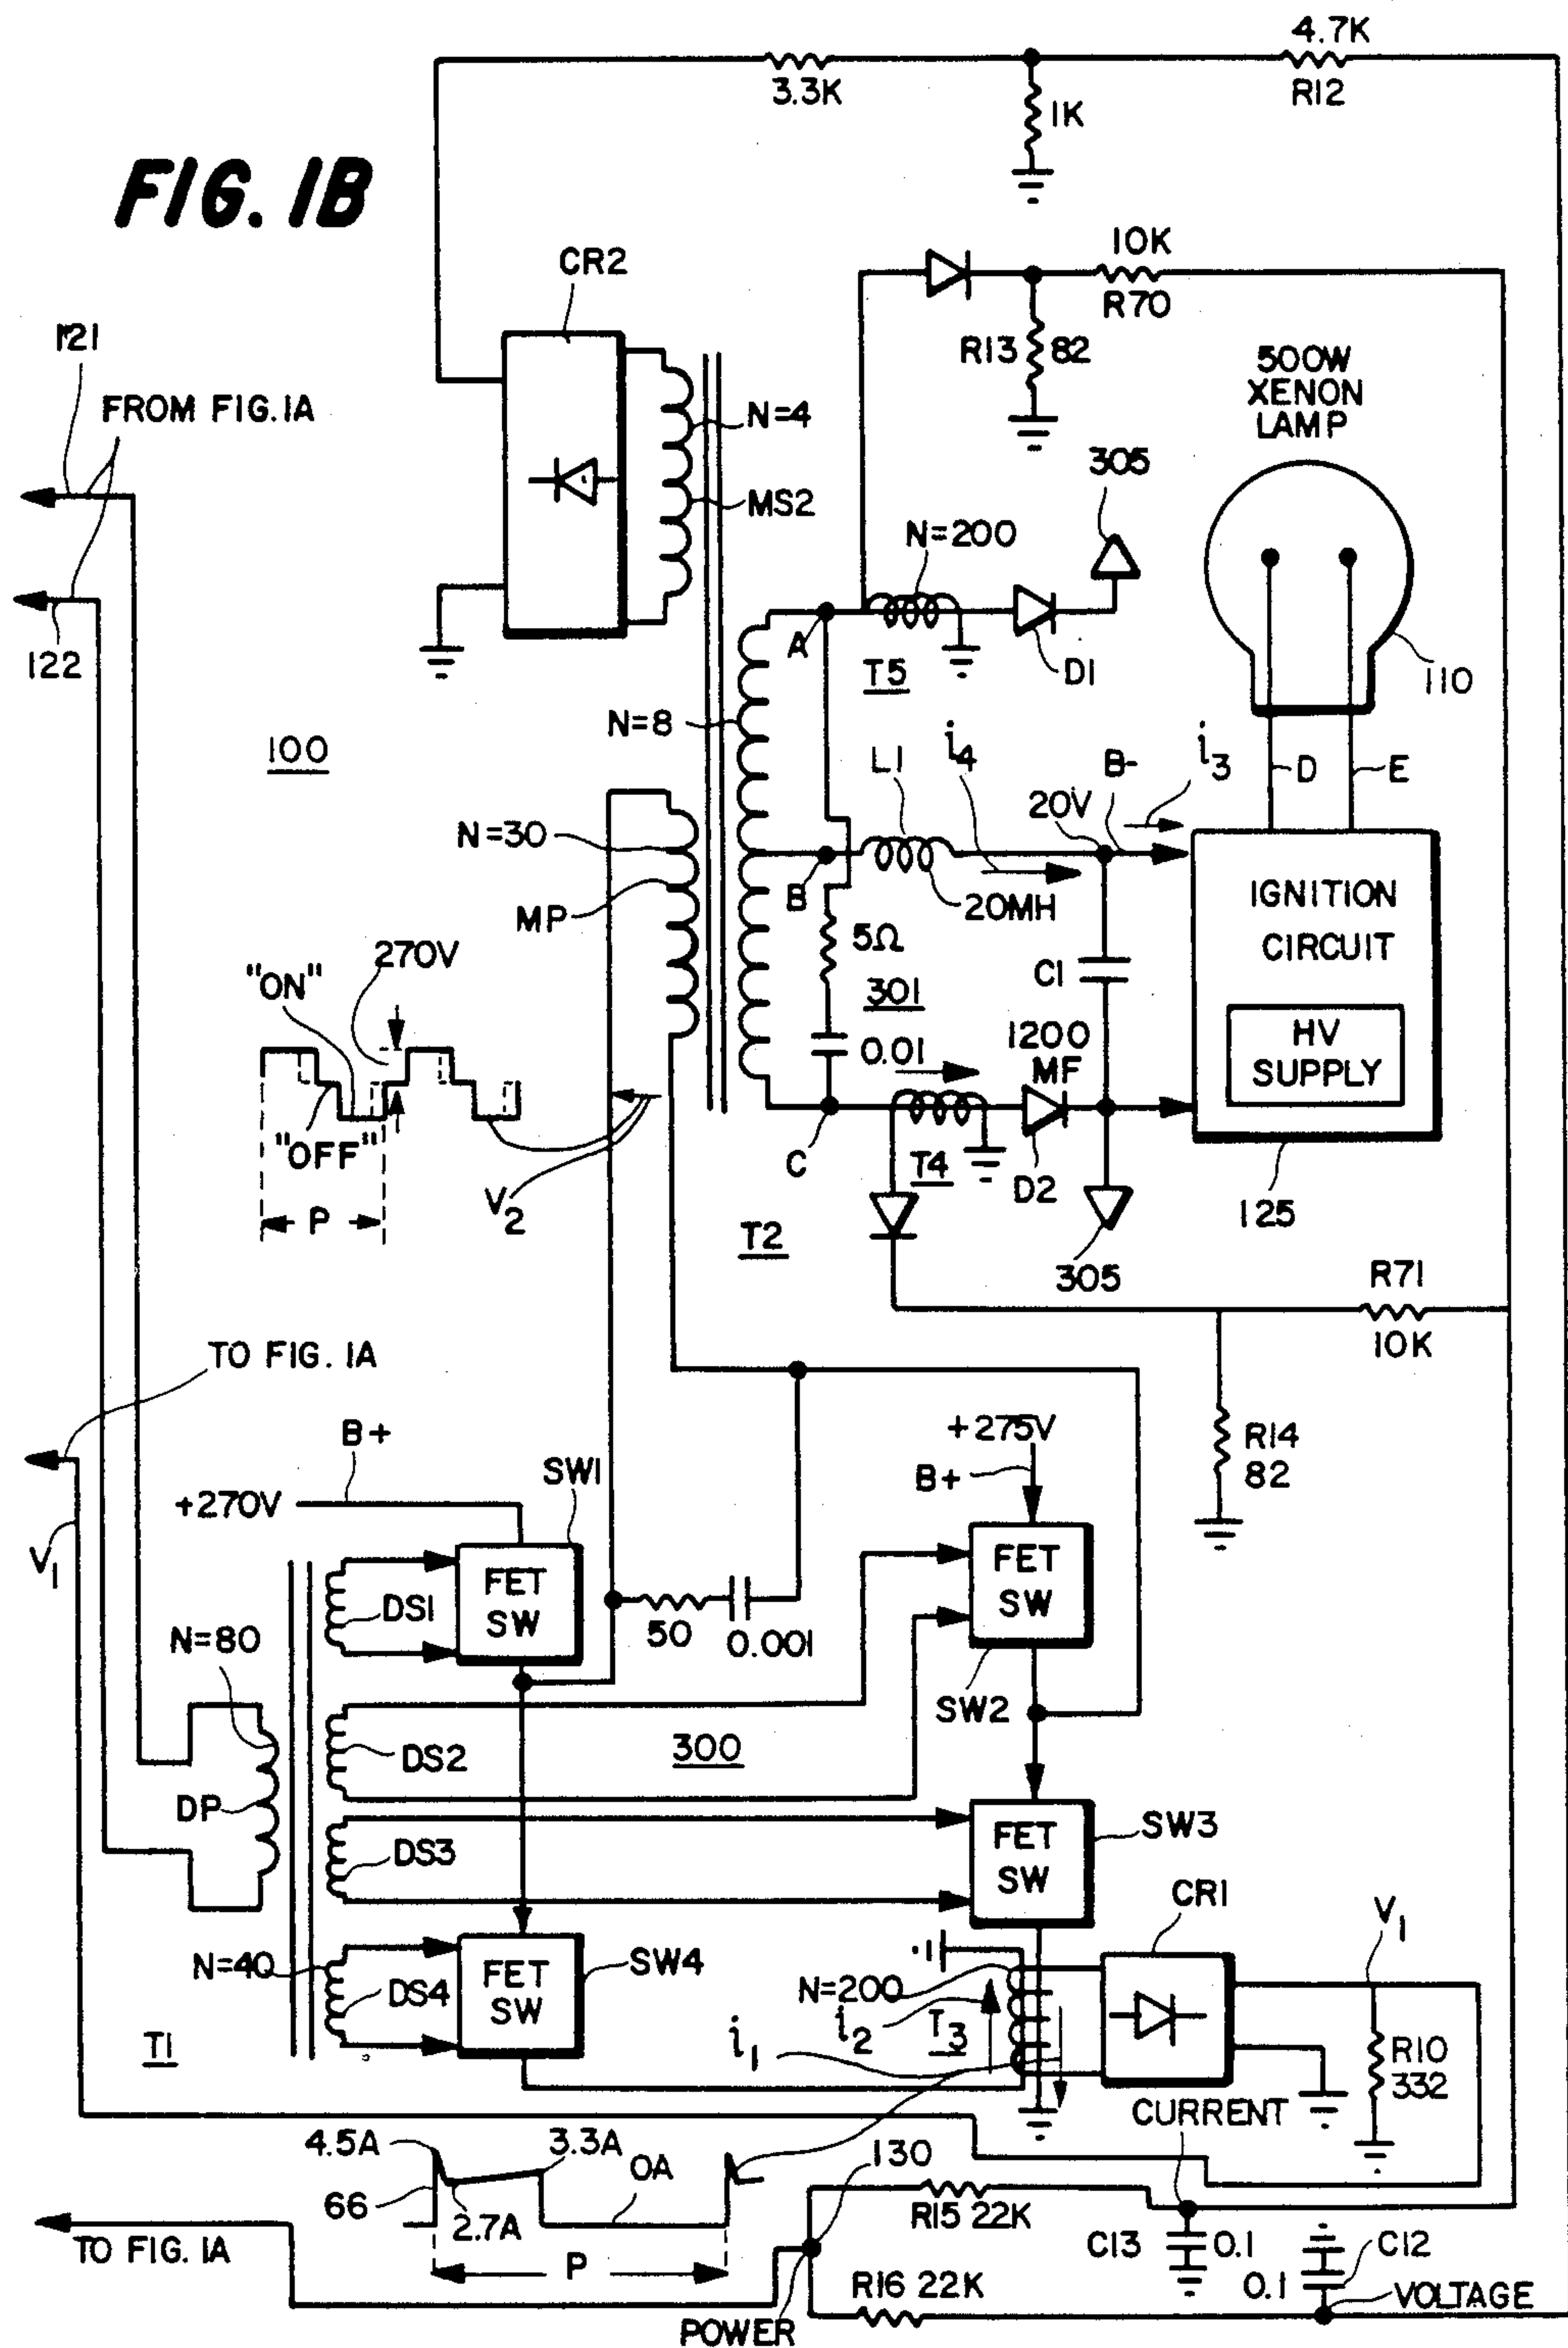 4.7K
3.3K
R12
1K
FIG. 1B
CR2
10K
R70
R13
82
121
FROM FIG. 1A
500W
XENON
LAMP
N=4
305
MS2
N=200
122
A
T5
D1
110
N=8
100
L1
i4
B-
i3
D
E
20V
N=30
B
20MH
MP
IGNITION
CIRCUIT
5Ω
C1
270V
"ON"
301
1200
MF
HV
SUPPLY
0.01
"OFF"
C
T4
D2
P
V2
125
T2
305
R71
10K
TO FIG. 1A
B+
+275V
R14
82
SW1
B+
+270V
V1
FET
SW
FET
SW
DS1
50
0.001
N=80
SW2
300
DS2
DP
FET
SW
SW3
DS3
CR1
V1
N=40
FET
SW
SW4
DS4
N=200
i2
T3
i1
R10
332
T1
CURRENT
4.5A
3.3A
0A
130
66
2.7A
R15 22K
C13
0.1
C12
TO FIG. 1A
P
R16 22K
0.1
VOLTAGE
POWER